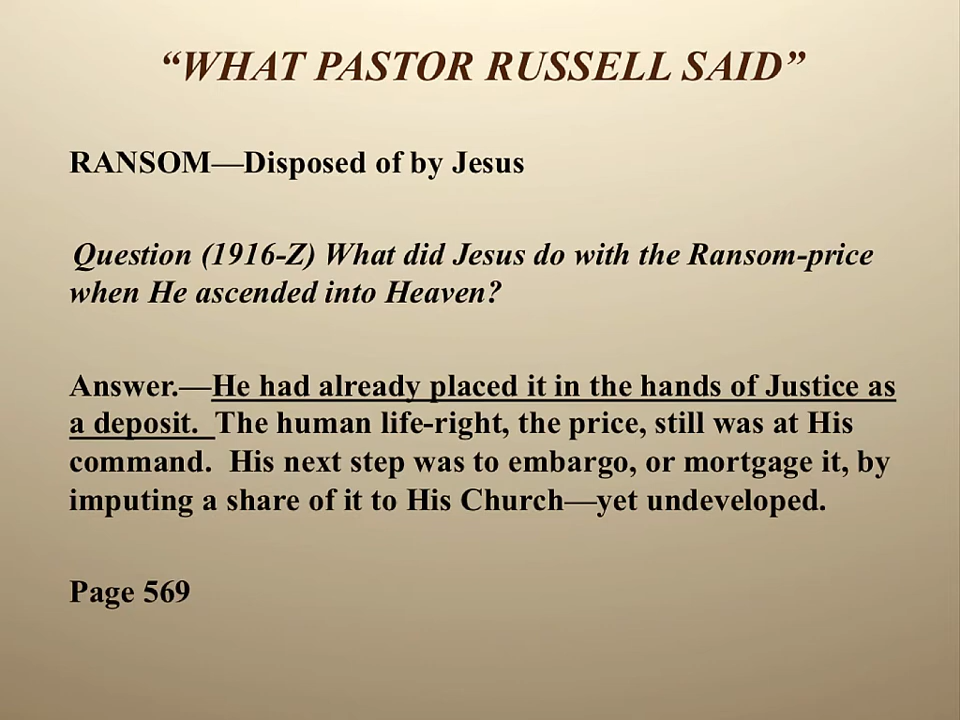 “WHAT PASTOR RUSSELL SAID”
RANSOM—Disposed of by Jesus
Question (1916-Z) What did Jesus do with the Ransom-price
when He ascended into Heaven?
Answer.—He had already placed it in the hands of Justice as
a deposit. The human life-right, the price, still was at His
command. His next step was to embargo, or mortgage it, by
imputing a share of it to His Church—yet undeveloped.
Page 569